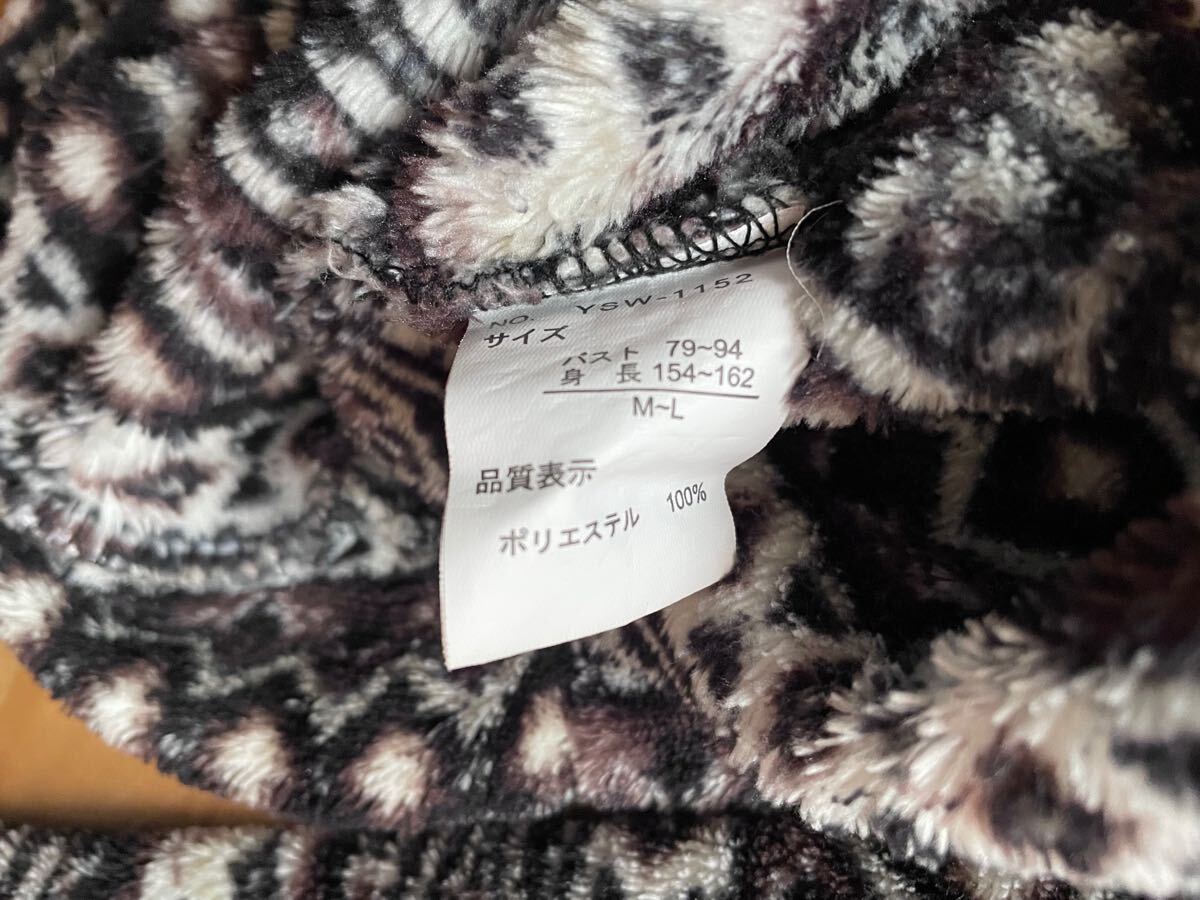 NO. YSW-1152
サイズ
バスト 79~94
身長 154~162
M~L
品質表示
ポリエステル 100%